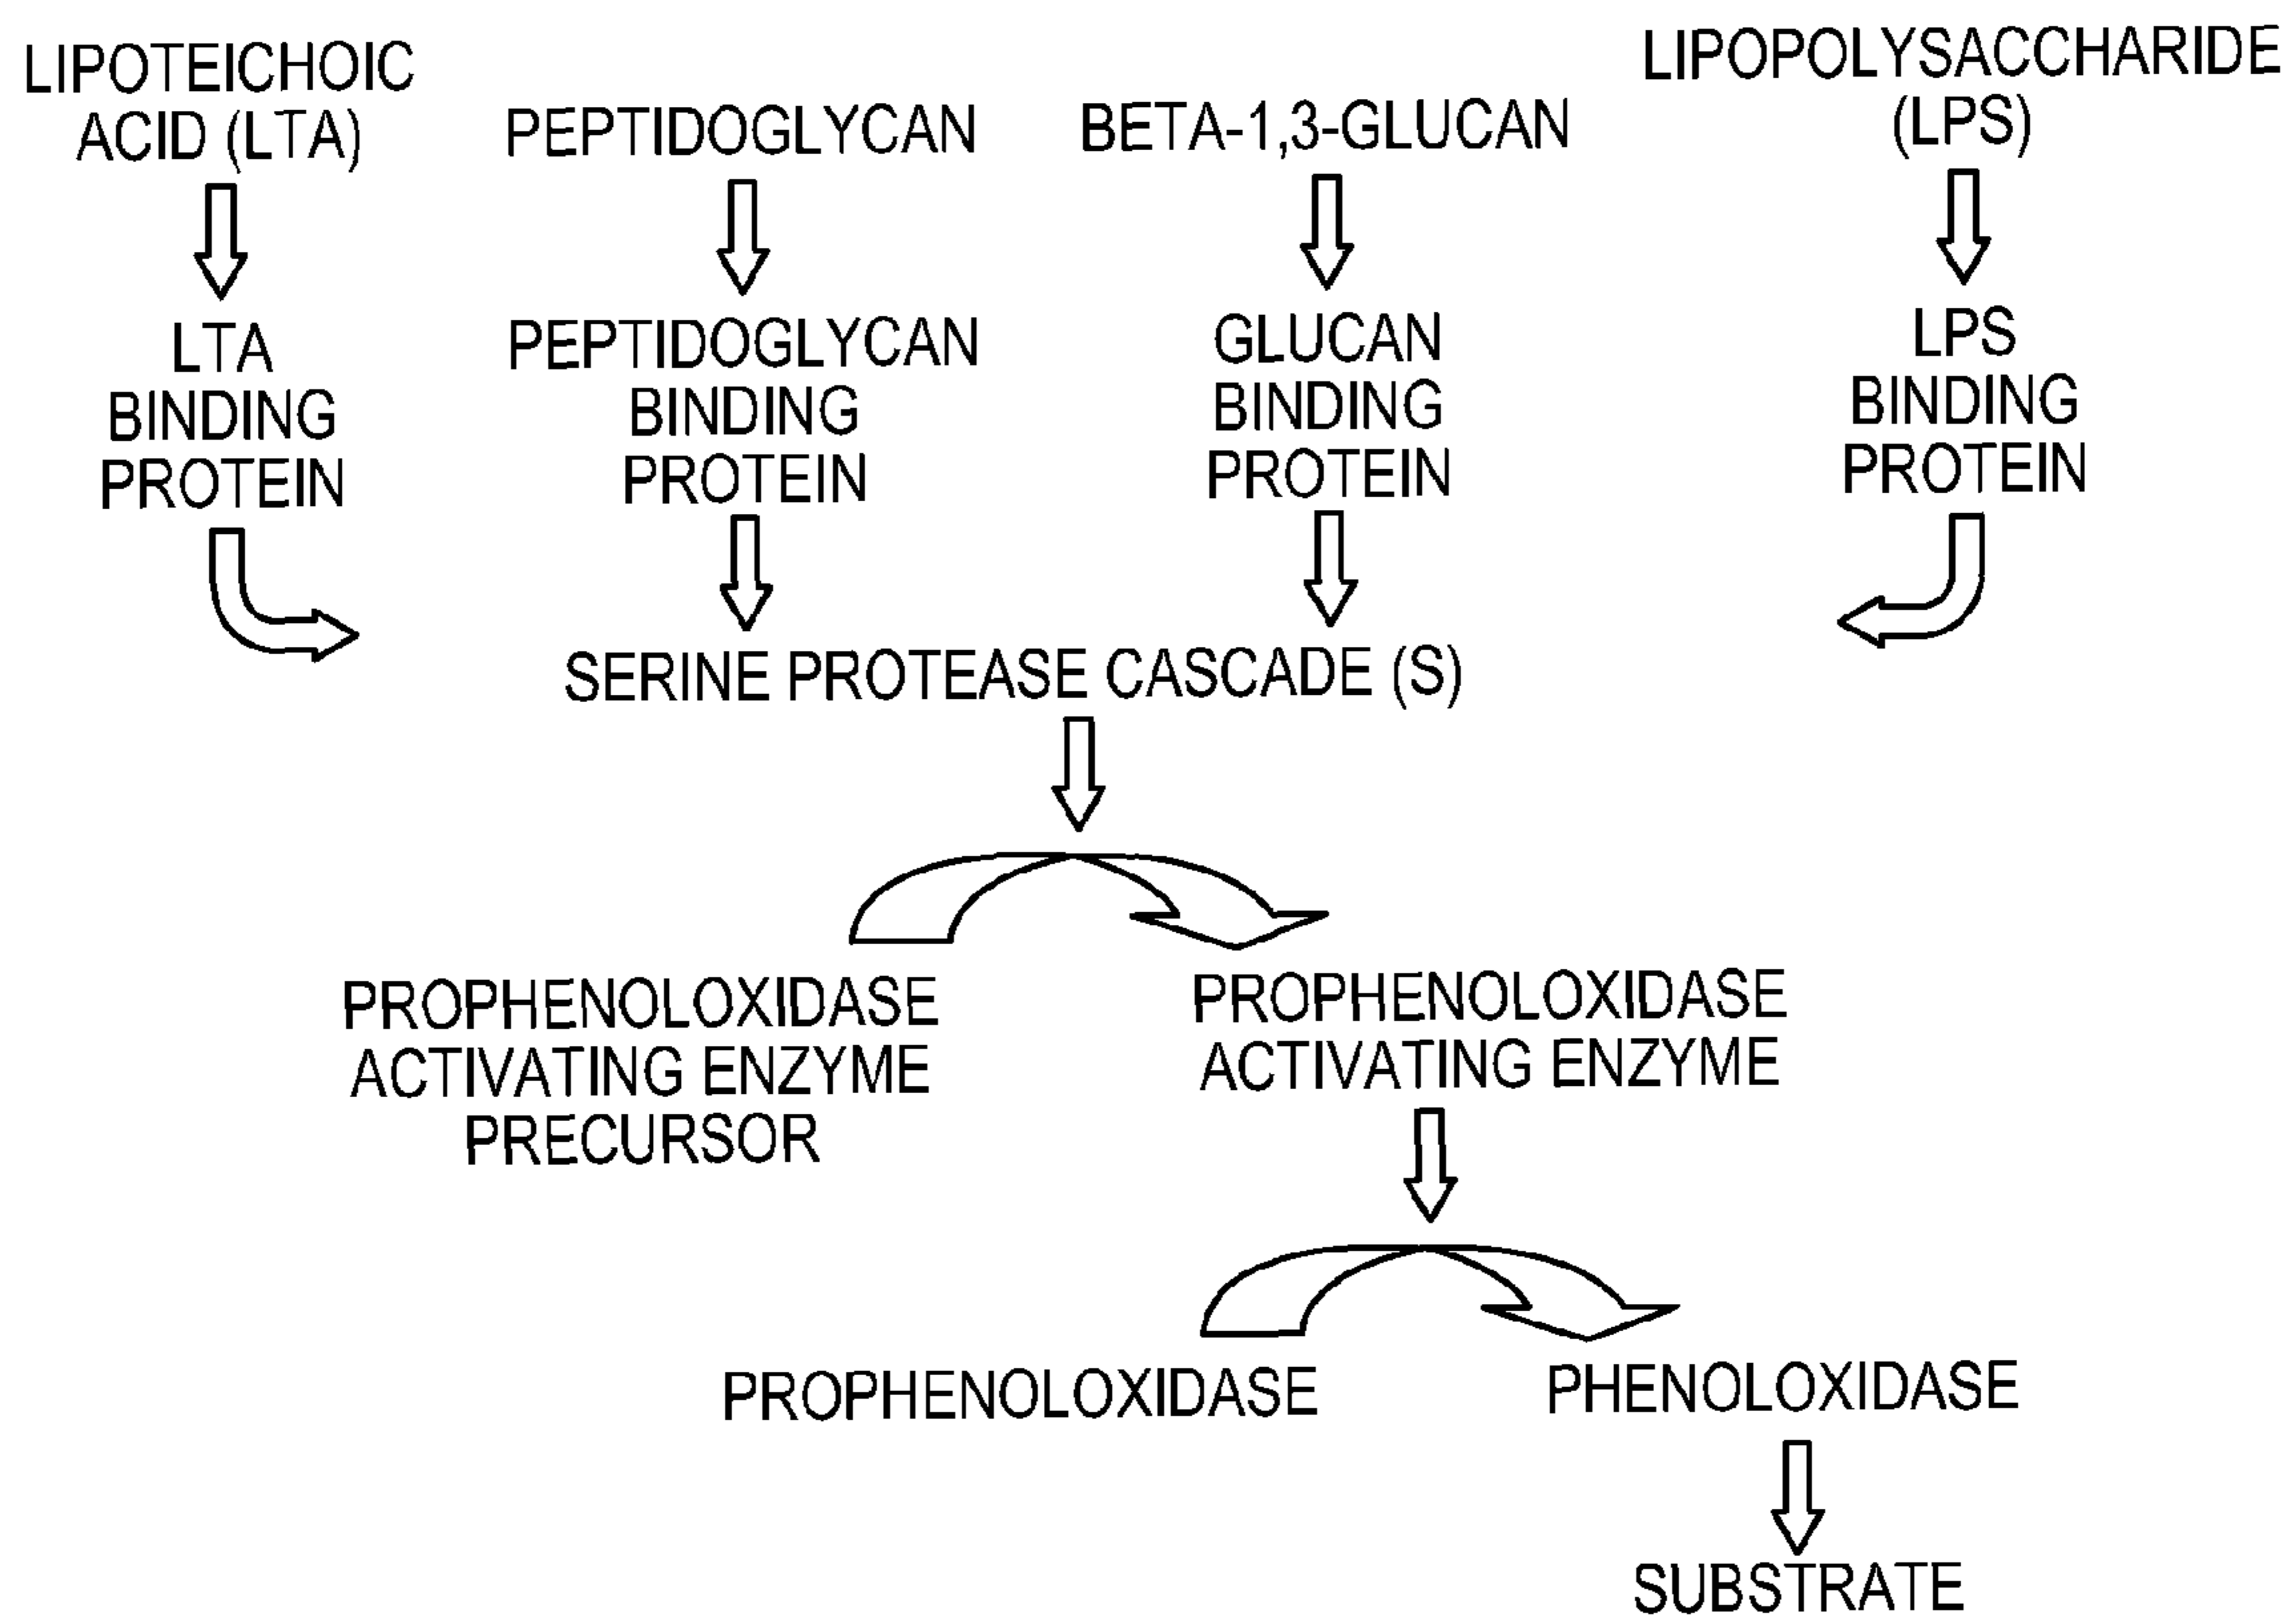 LIPOTEICHOIC
ACID (LTA)
PEPTIDOGLYCAN
BETA-1,3-GLUCAN
LIPOPOLYSACCHARIDE
(LPS)
LTA
BINDING
PROTEIN
PEPTIDOGLYCAN
BINDING
PROTEIN
GLUCAN
BINDING
PROTEIN
LPS
BINDING
PROTEIN
SERINE PROTEASE CASCADE (S)
PROPHENOLOXIDASE
ACTIVATING ENZYME
PRECURSOR
PROPHENOLOXIDASE
ACTIVATING ENZYME
PROPHENOLOXIDASE
PHENOLOXIDASE
SUBSTRATE